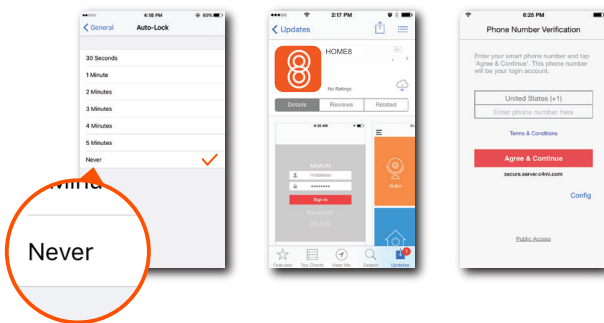 4:18 PM
65%
General
Auto-Lock
30 Seconds
1 Minute
2 Minutes
3 Minutes
4 Minutes
5 Minutes
Never
Never
2:17 PM
Updates
HOME8
No Ratings
Details
Reviews
Related
Sign In
Video
Featured
Top Charts
Near Me
Search
Updates
6:25 PM
Phone Number Verification
Enter your smart phone number and tap
'Agree & Continue'. This phone number
will be your login account.
United States (+1)
Enter phone number here
Terms & Conditions
Agree & Continue
secure.server.c4mi.com
Config
Public Access